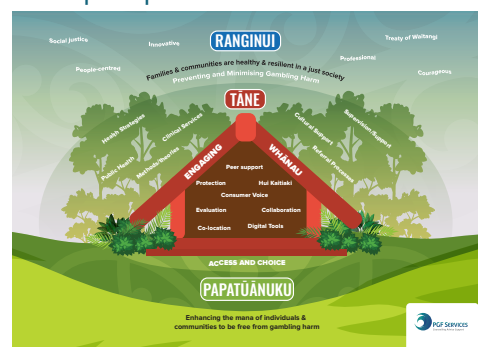 Social Justice
Innovative
RANGINUI
Treaty of Waitangi
People-centred
Professional
Courageous
Families & communities are healthy & resilient in a just society
Preventing and Minimising Gambling Harm
TĀNE
Health Strategies
Clinical Services
Cultural Support
Supervision/Support
Public Health
Methods/theories
Referral Processes
ENGAGING
WHĀNAU
Peer support
Protection
Hui Kaitiaki
Consumer Voice
Evaluation
Collaboration
Co-location
Digital Tools
ACCESS AND CHOICE
PAPATŪĀNUKU
Enhancing the mana of individuals &
communities to be free from gambling harm
PGF SERVICES